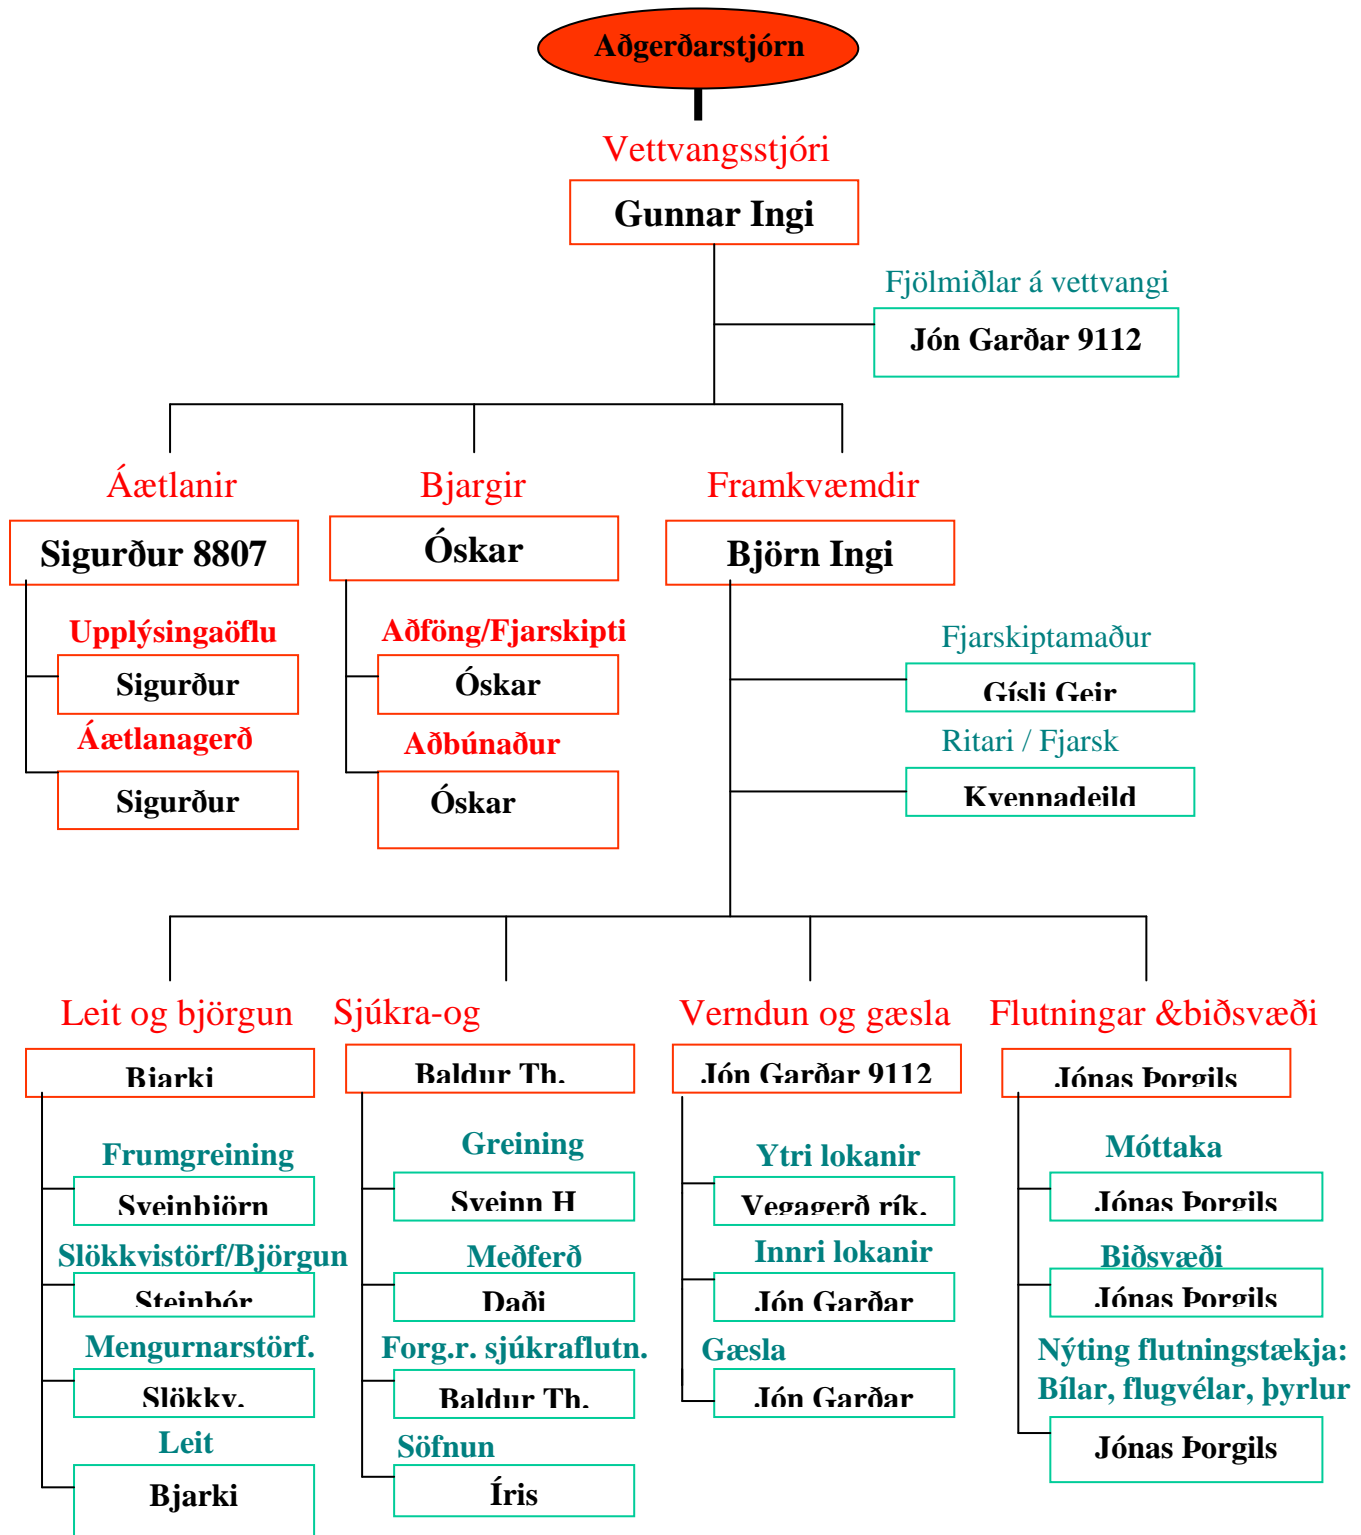 Aðgerðarstjórn
Vettvangsstjóri
Gunnar Ingi
Fjölmiðlar á vettvangi
Jón Garðar 9112
Áætlanir
Bjargir
Framkvæmdir
Sigurður 8807
Óskar
Björn Ingi
Upplýsingaöflu
Sigurður
Áætlanagerð
Sigurður
Aðföng/Fjarskipti
Óskar
Aðbúnaður
Óskar
Fjarskiptamaður
Gísli Geir
Ritari / Fjarsk
Kvennadeild
Leit og björgun
Bjarki
Frumgreining
Sveinbjörn
Slökkvistörf/Björgun
Steinþór
Mengurnarstörf.
Slökkv.
Leit
Bjarki
Sjúkra-og
Baldur Th.
Greining
Sveinn H
Meðferð
Daði
Forg.r. sjúkraflutn.
Baldur Th.
Söfnun
Íris
Verndun og gæsla
Jón Garðar 9112
Ytri lokanir
Vegagerð rík.
Innri lokanir
Jón Garðar
Gæsla
Jón Garðar
Flutningar &biðsvæði
Jónas Þorgils
Móttaka
Jónas Þorgils
Biðsvæði
Jónas Þorgils
Nýting flutningstækja:
Bílar, flugvélar, þyrlur
Jónas Þorgils